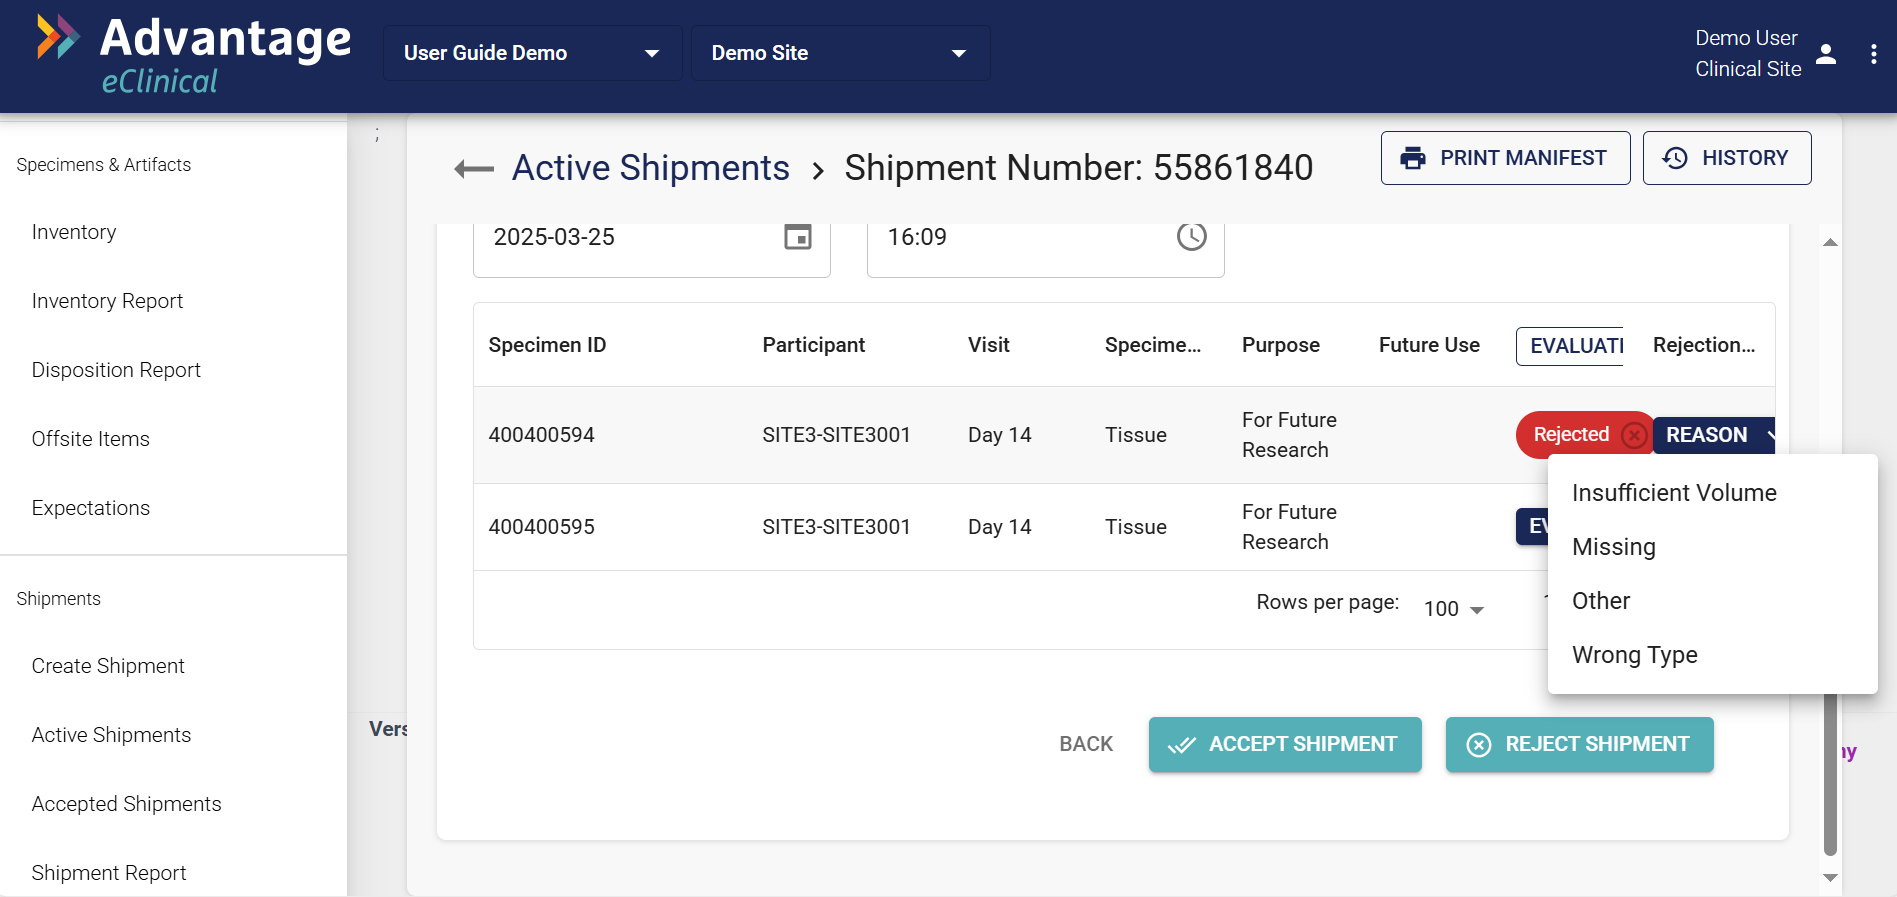 Advantage
eClinical
User Guide Demo
Demo Site
Demo User
Clinical Site
Specimens & Artifacts
Inventory
Inventory Report
Disposition Report
Offsite Items
Expectations
Shipments
Create Shipment
Active Shipments
Accepted Shipments
Shipment Report
;
Active Shipments › Shipment Number: 55861840
PRINT MANIFEST
HISTORY
2025-03-25
16:09
Specimen ID Participant Visit Specime... Purpose Future Use EVALUATI Rejection...
400400594 SITE3-SITE3001 Day 14 Tissue For Future Research Rejected REASON
400400595 SITE3-SITE3001 Day 14 Tissue For Future Research EV
Insufficient Volume
Missing
Other
Wrong Type
Rows per page: 100
BACK
ACCEPT SHIPMENT
REJECT SHIPMENT
Vers